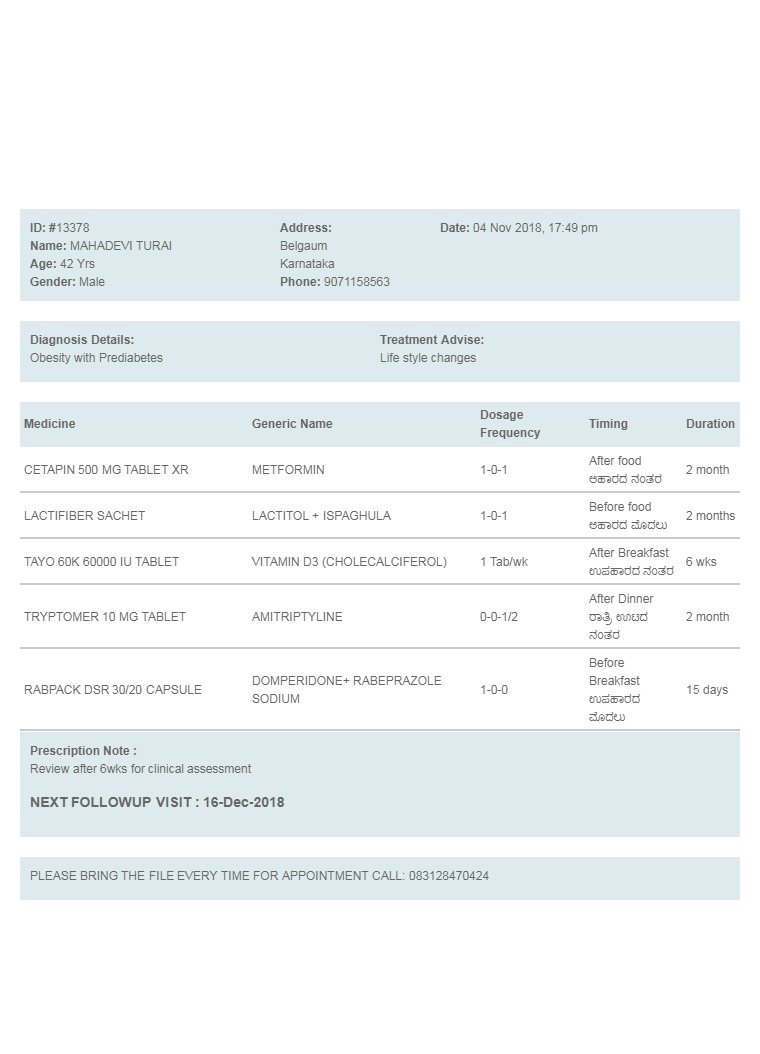 ID: #13378
Name: MAHADEVI TURAI
Age: 42 Yrs
Gender: Male
Address:
Belgaum
Karnataka
Phone: 9071158563
Date: 04 Nov 2018, 17:49 pm
Diagnosis Details:
Obesity with Prediabetes
Treatment Advise:
Life style changes
Medicine Generic Name Dosage Frequency Timing Duration
CETAPIN 500 MG TABLET XR METFORMIN 1-0-1 After food 2 month
ಆಹಾರದ ನಂತರ
LACTIFIBER SACHET LACTITOL + ISPAGHULA 1-0-1 Before food 2 months
ಆಹಾರದ ಮೊದಲು
TAYO 60K 60000 IU TABLET VITAMIN D3 (CHOLECALCIFEROL) 1 Tab/wk After Breakfast 6 wks
ಉಪಹಾರದ ನಂತರ
TRYPTOMER 10 MG TABLET AMITRIPTYLINE 0-0-1/2 After Dinner 2 month
ರಾತ್ರಿ ಊಟದ
ನಂತರ
RABPACK DSR 30/20 CAPSULE DOMPERIDONE+ RABEPRAZOLE SODIUM 1-0-0 Before Breakfast 15 days
ಉಪಹಾರದ
ಮೊದಲು
Prescription Note :
Review after 6wks for clinical assessment
NEXT FOLLOWUP VISIT : 16-Dec-2018
PLEASE BRING THE FILE EVERY TIME FOR APPOINTMENT CALL: 083128470424